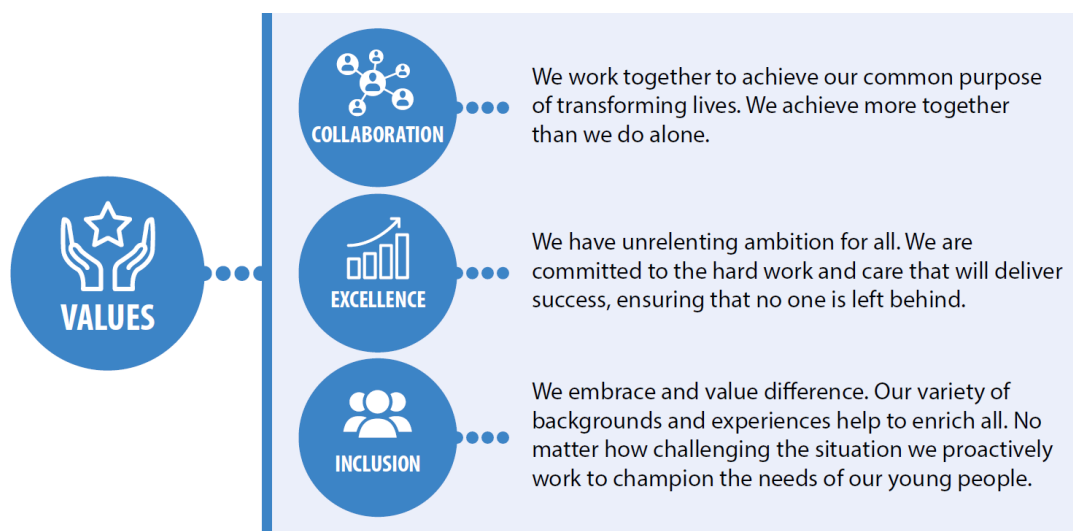 VALUES
COLLABORATION
We work together to achieve our common purpose
of transforming lives. We achieve more together
than we do alone.
EXCELLENCE
We have unrelenting ambition for all. We are
committed to the hard work and care that will deliver
success, ensuring that no one is left behind.
INCLUSION
We embrace and value difference. Our variety of
backgrounds and experiences help to enrich all. No
matter how challenging the situation we proactively
work to champion the needs of our young people.